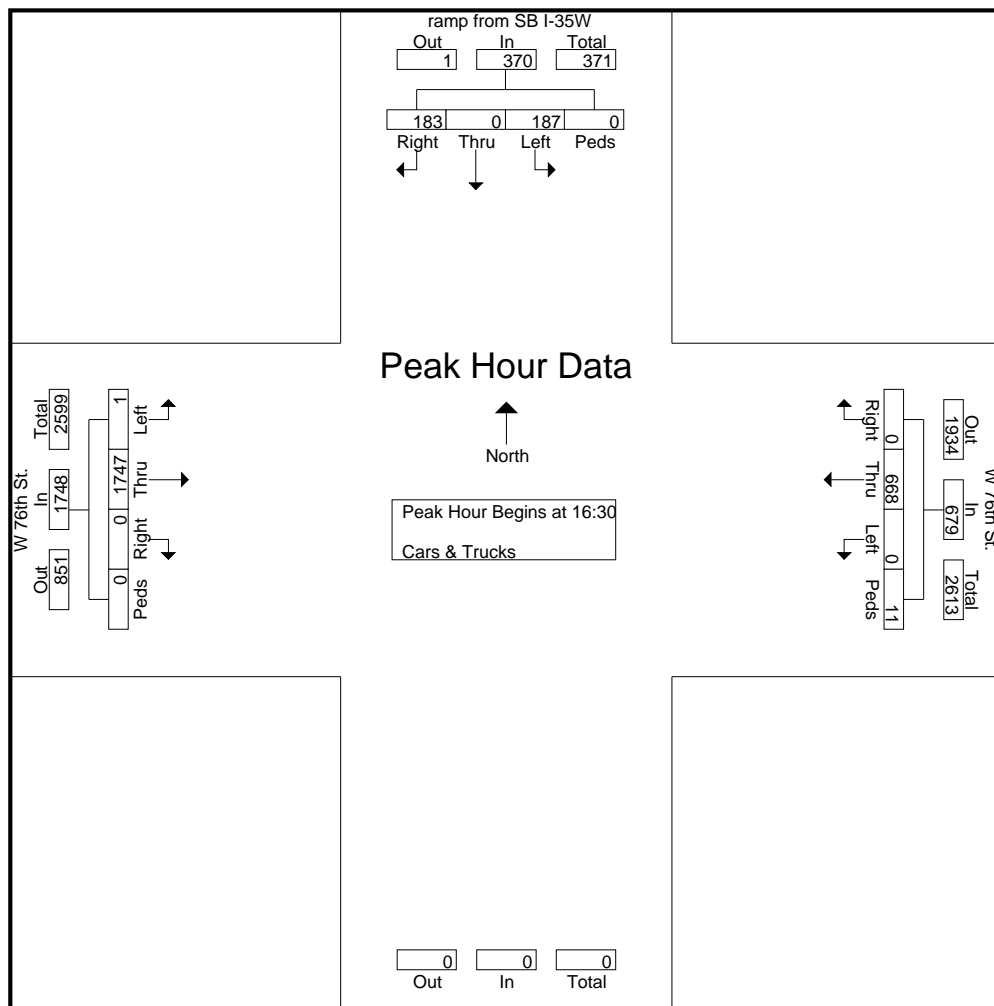 ramp from SB I-35W
Out In Total
1 370 371
183 0 187 0
Right Thru Left Peds
Peak Hour Data
North
Peak Hour Begins at 16:30
Cars & Trucks
W 76th St.
Out In Total
851 1748 2599
1 1747 0 0
Left Thru Right Peds
W 76th St.
Out In Total
1934 679 2613
0 668 0 11
Right Thru Left Peds
0 0 0
Out In Total